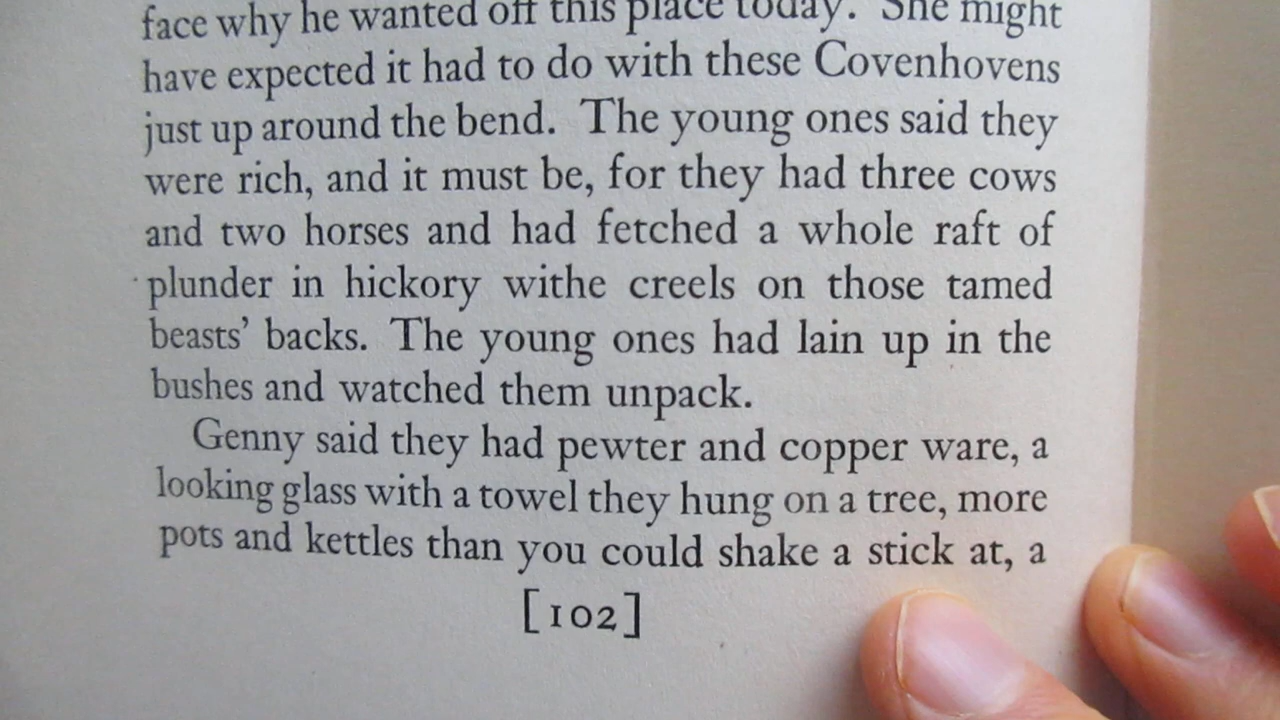 face why he wanted off this place today. She might
have expected it had to do with these Covenhovens
just up around the bend. The young ones said they
were rich, and it must be, for they had three cows
and two horses and had fetched a whole raft of
plunder in hickory withe creels on those tamed
beasts’ backs. The young ones had lain up in the
bushes and watched them unpack.
Genny said they had pewter and copper ware, a
looking glass with a towel they hung on a tree, more
pots and kettles than you could shake a stick at, a
[102]